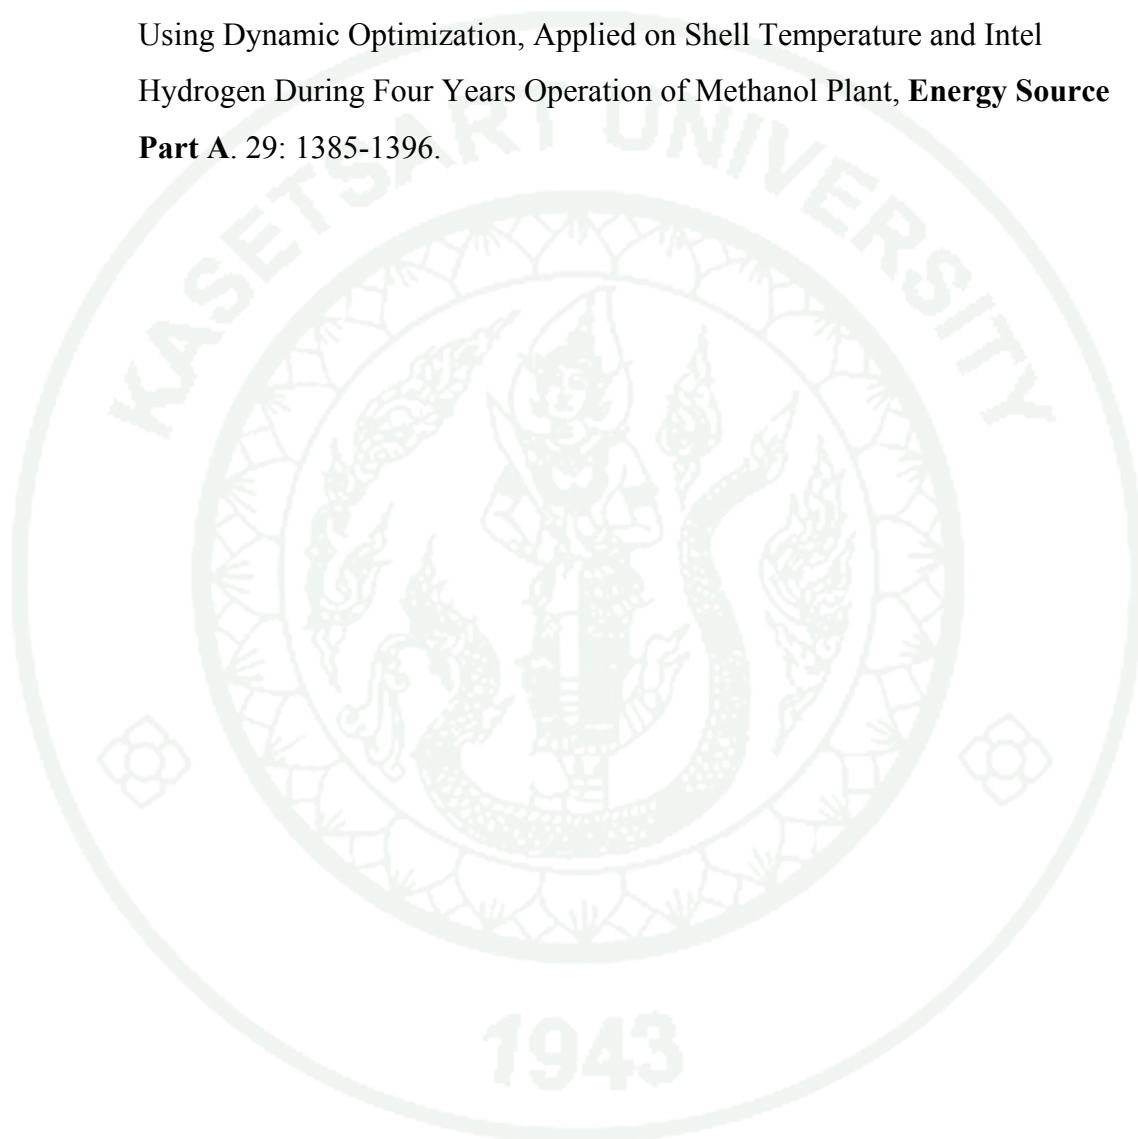 Using Dynamic Optimization, Applied on Shell Temperature and Intel
Hydrogen During Four Years Operation of Methanol Plant, Energy Source
Part A. 29: 1385-1396.
KASETSART UNIVERSITY
1943